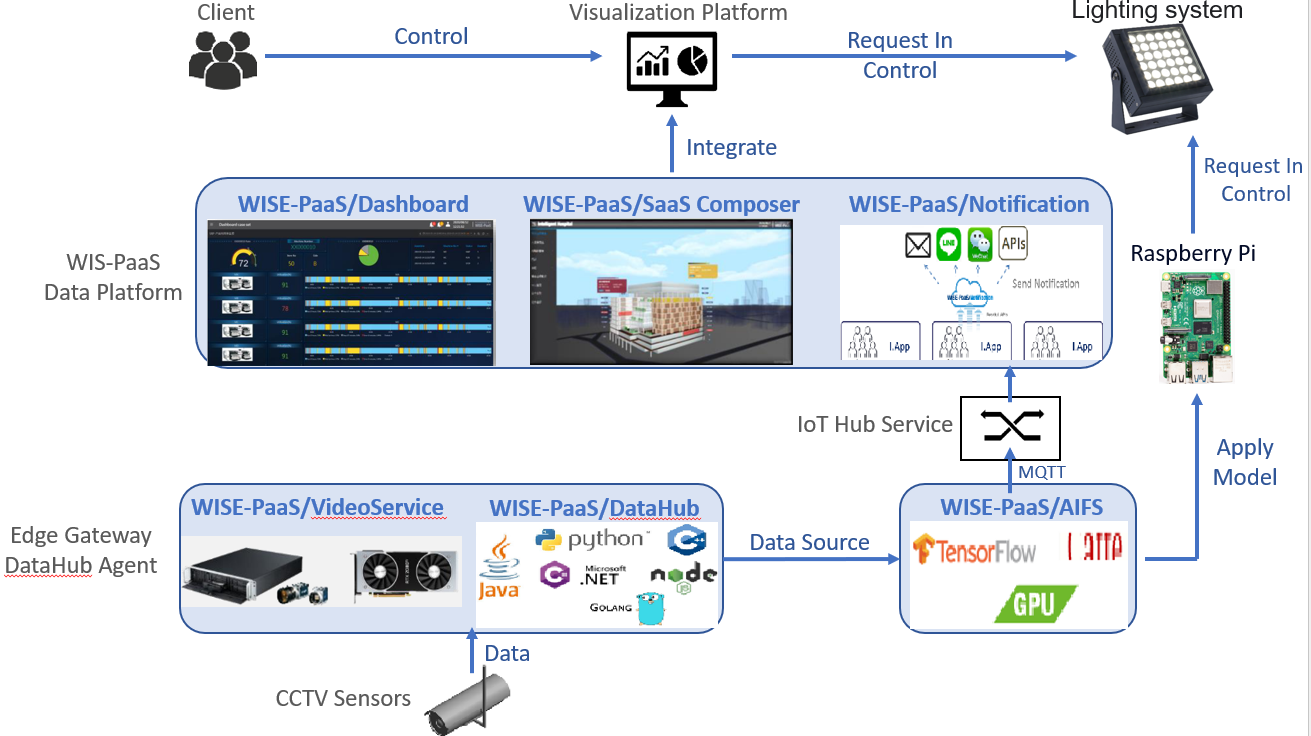 Client
Visualization Platform
Lighting system
Control
Request In
Control
Integrate
Request In
Control
WISE-PaaS/Dashboard
WISE-PaaS/SaaS Composer
WISE-PaaS/Notification
72
91
78
91
91
LINE
WeChat
APIs
Send Notification
I.App
I.App
I.App
WIS-PaaS
Data Platform
Raspberry Pi
IoT Hub Service
MQTT
Apply
Model
WISE-PaaS/VideoService
WISE-PaaS/DataHub
WISE-PaaS/AIFS
python
Java
Microsoft
.NET
node
JS
GOLANG
Edge Gateway
DataHub Agent
Data Source
TensorFlow
GPU
Data
CCTV Sensors